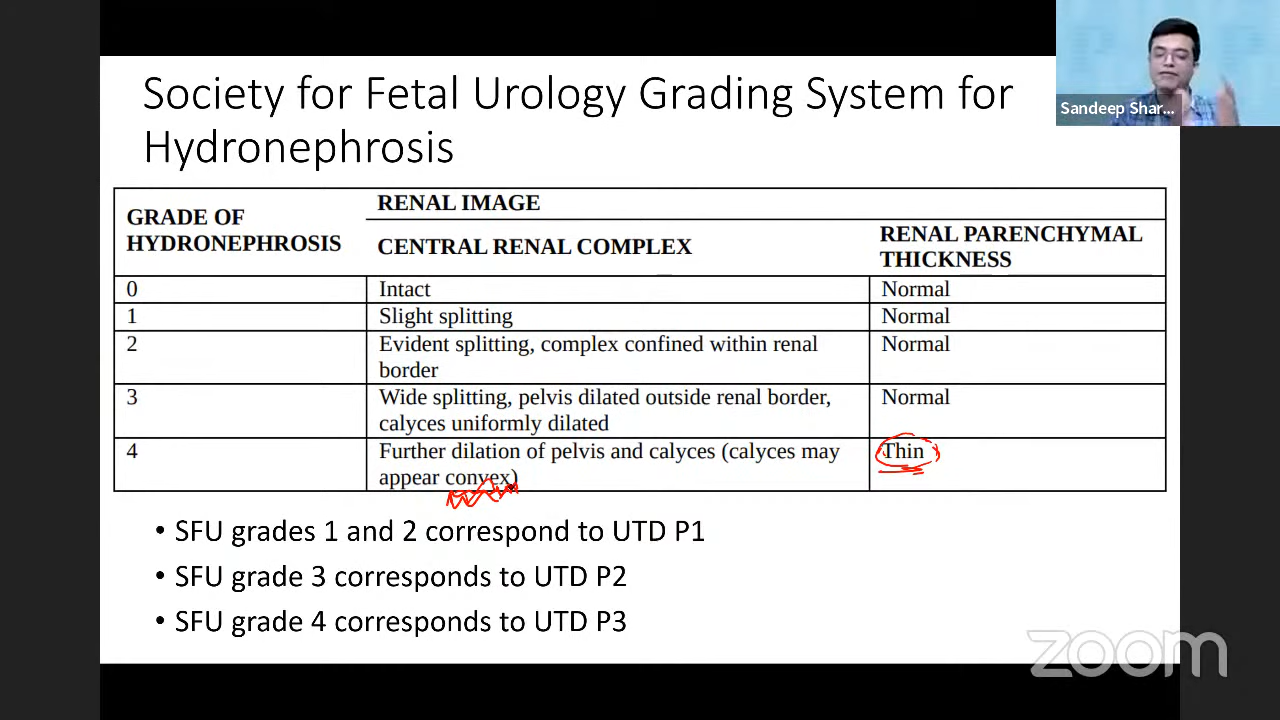 Society for Fetal Urology Grading System for
Hydronephrosis
Sandeep Shar...
GRADE OF
HYDRONEPHROSIS
RENAL IMAGE
CENTRAL RENAL COMPLEX
RENAL PARENCHYMAL
THICKNESS
0
Intact
Normal
1
Slight splitting
Normal
2
Evident splitting, complex confined within renal
border
Normal
3
Wide splitting, pelvis dilated outside renal border,
calyces uniformly dilated
Normal
4
Further dilation of pelvis and calyces (calyces may
appear convex)
Thin
• SFU grades 1 and 2 correspond to UTD P1
• SFU grade 3 corresponds to UTD P2
• SFU grade 4 corresponds to UTD P3
zoom